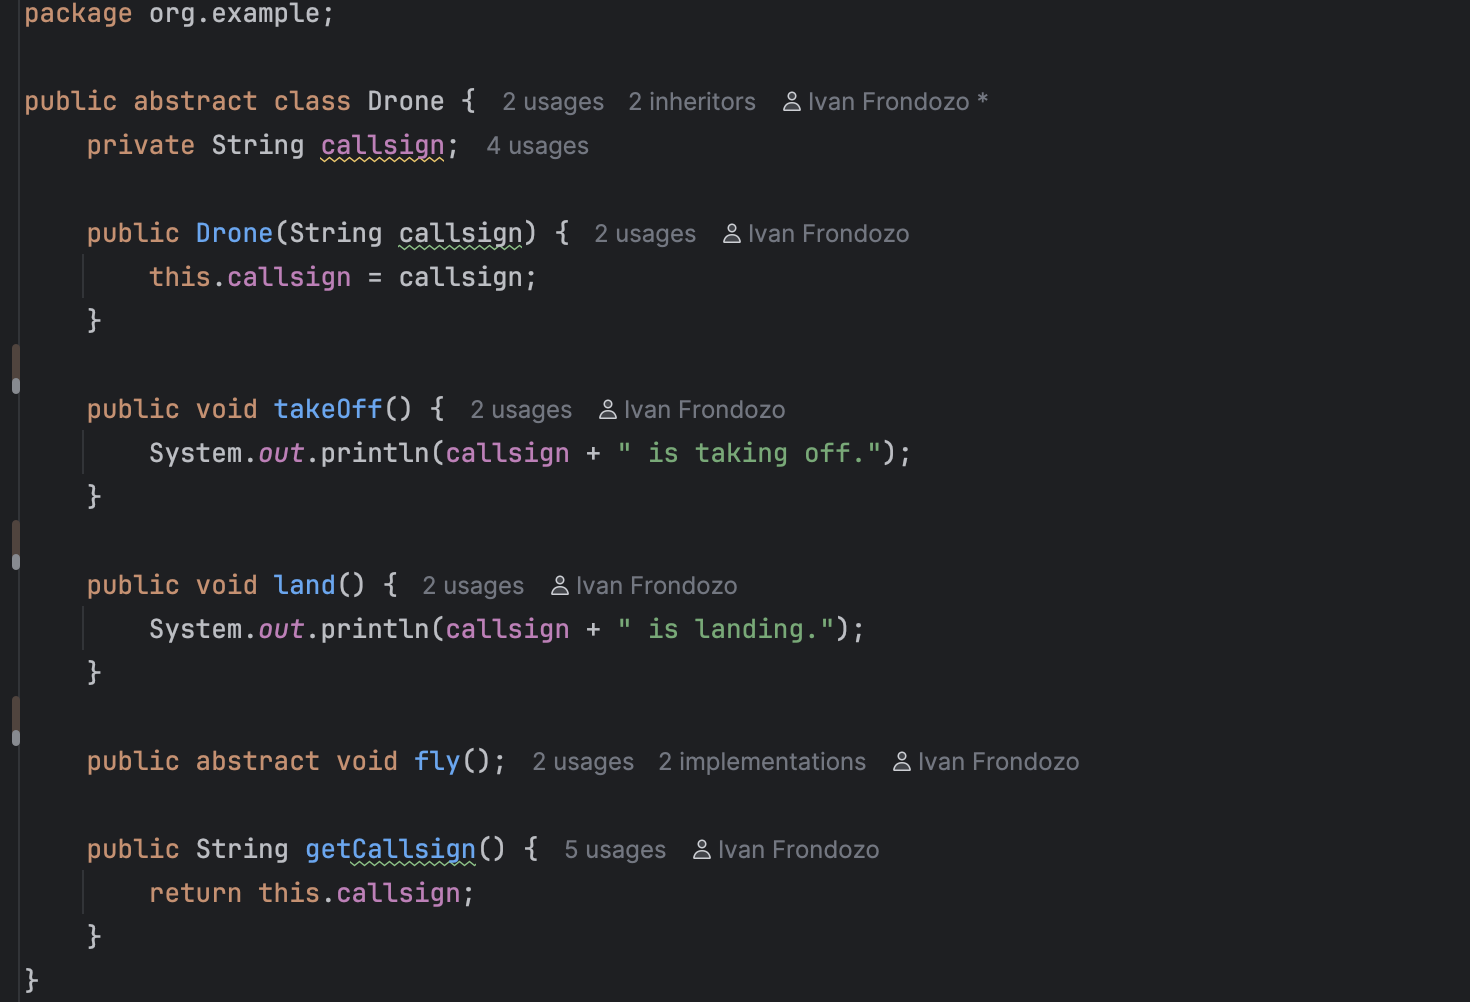 package org.example;
public abstract class Drone { 2 usages 2 inheritors Ivan Frondozo *
private String callsign; 4 usages
public Drone(String callsign) { 2 usages Ivan Frondozo
this.callsign = callsign;
}
public void takeOff() { 2 usages Ivan Frondozo
System.out.println(callsign + " is taking off.");
}
public void land() { 2 usages Ivan Frondozo
System.out.println(callsign + " is landing.");
}
public abstract void fly(); 2 usages 2 implementations Ivan Frondozo
public String getCallsign() { 5 usages Ivan Frondozo
return this.callsign;
}
}